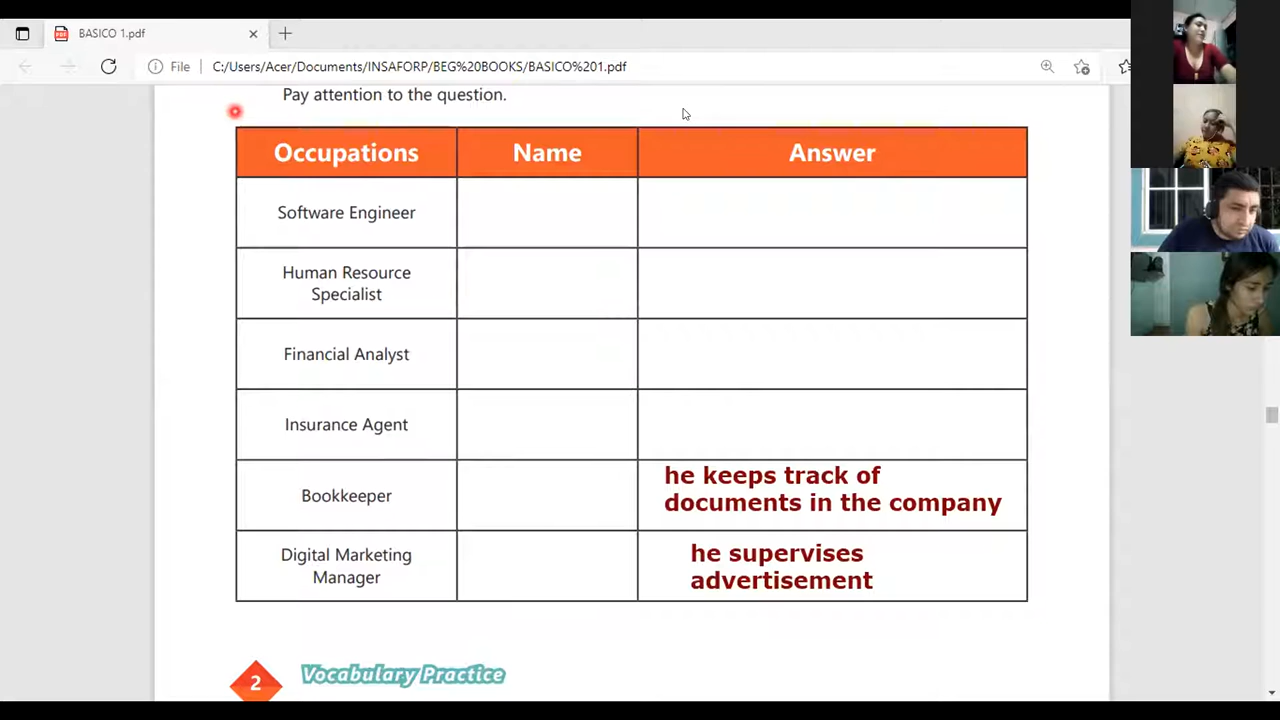 BASICO 1.pdf
File
C:/Users/Acer/Documents/INSAFORP/BEG%20BOOKS/BASICO%201.pdf
Pay attention to the question.
Occupations Name Answer
Software Engineer
Human Resource
Specialist
Financial Analyst
Insurance Agent
Bookkeeper
he keeps track of
documents in the company
Digital Marketing
Manager
he supervises
advertisement
2 Vocabulary Practice